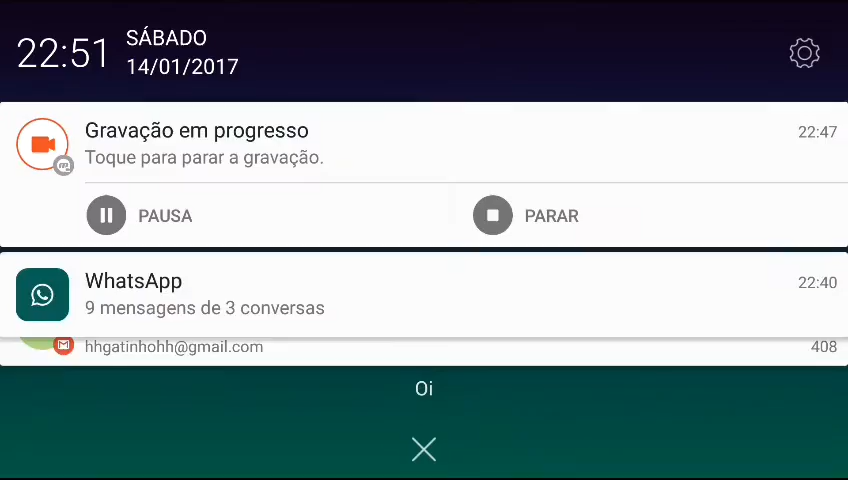 22:51
SÁBADO
14/01/2017
Gravação em progresso
22:47
Toque para parar a gravação.
PAUSA
PARAR
WhatsApp
22:40
9 mensagens de 3 conversas
hhgatinhohh@gmail.com
408
Oi